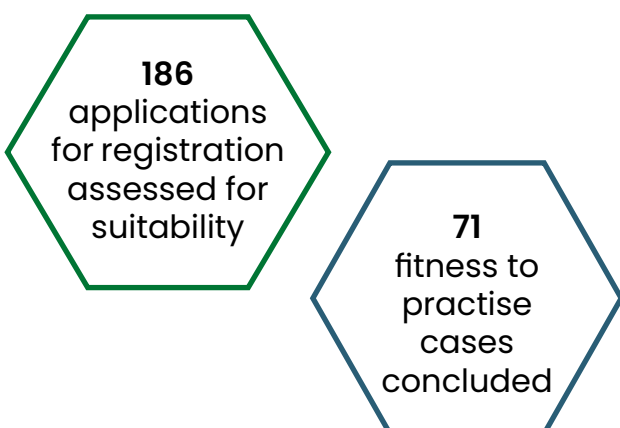 186
applications
for registration
assessed for
suitability
71
fitness to
practise
cases
concluded